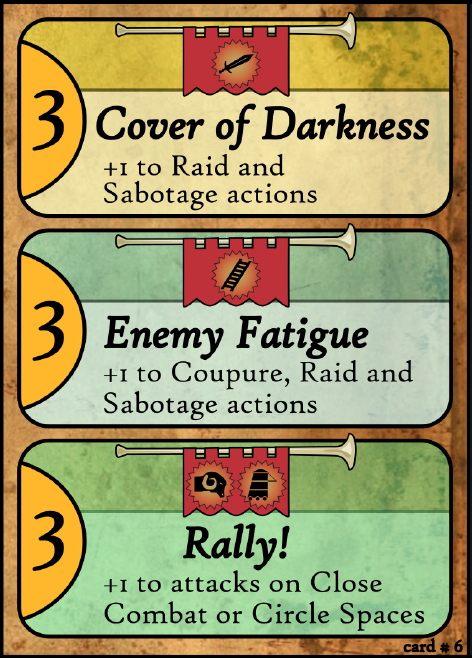 3
Cover of Darkness
+1 to Raid and
Sabotage actions
3
Enemy Fatigue
+1 to Coupure, Raid and
Sabotage actions
3
Rally!
+1 to attacks on Close
Combat or Circle Spaces
card # 6